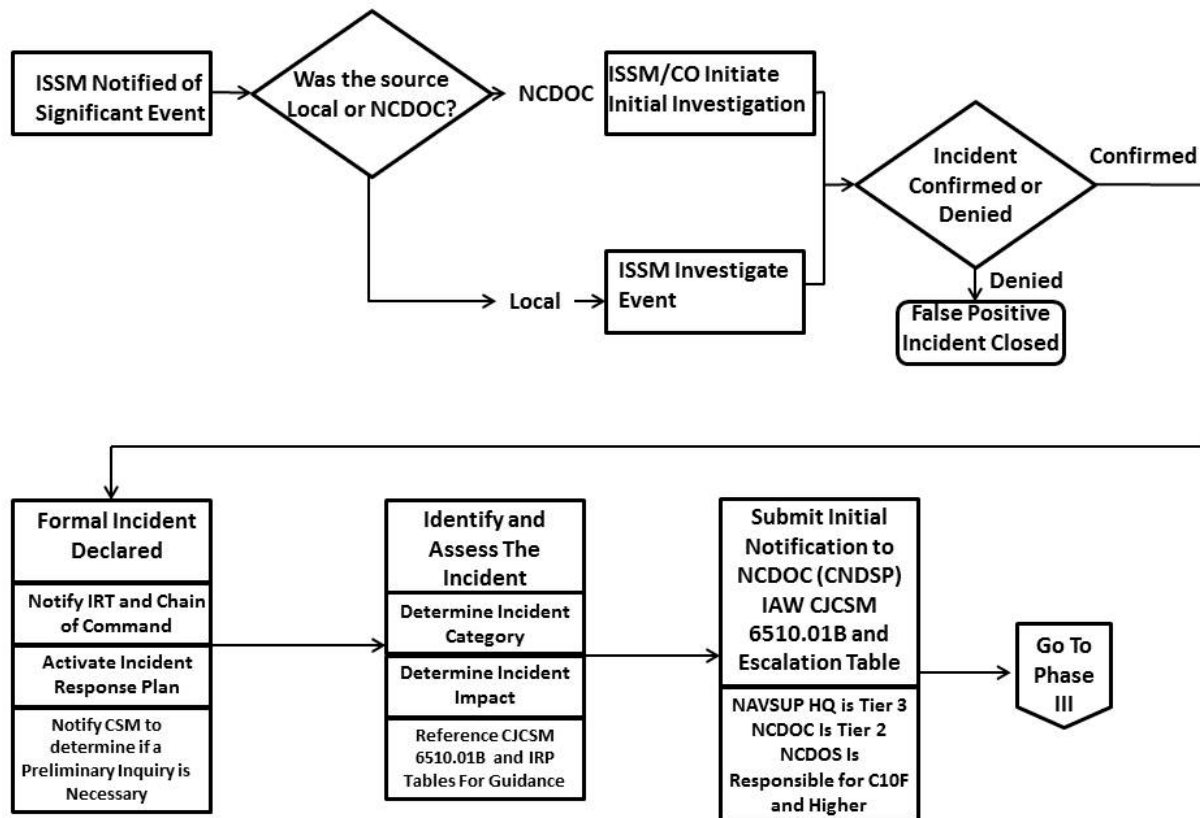 ISSM Notified of
Significant Event
Was the source
Local or NCDOC?
NCDOC
ISSM/CO Initiate
Initial Investigation
Local
ISSM Investigate
Event
Incident
Confirmed or
Denied
Confirmed
Denied
False Positive
Incident Closed
Formal Incident
Declared
Notify IRT and Chain
of Command
Activate Incident
Response Plan
Notify CSM to
determine if a
Preliminary Inquiry is
Necessary
Identify and
Assess The
Incident
Determine Incident
Category
Determine Incident
Impact
Reference CJCSM
6510.01B and IRP
Tables For Guidance
Submit Initial
Notification to
NCDOC (CNDSP)
IAW CJCSM
6510.01B and
Escalation Table
NAVSUP HQ is Tier 3
NCDOC Is Tier 2
NCDOS Is
Responsible for C10F
and Higher
Go To
Phase
III